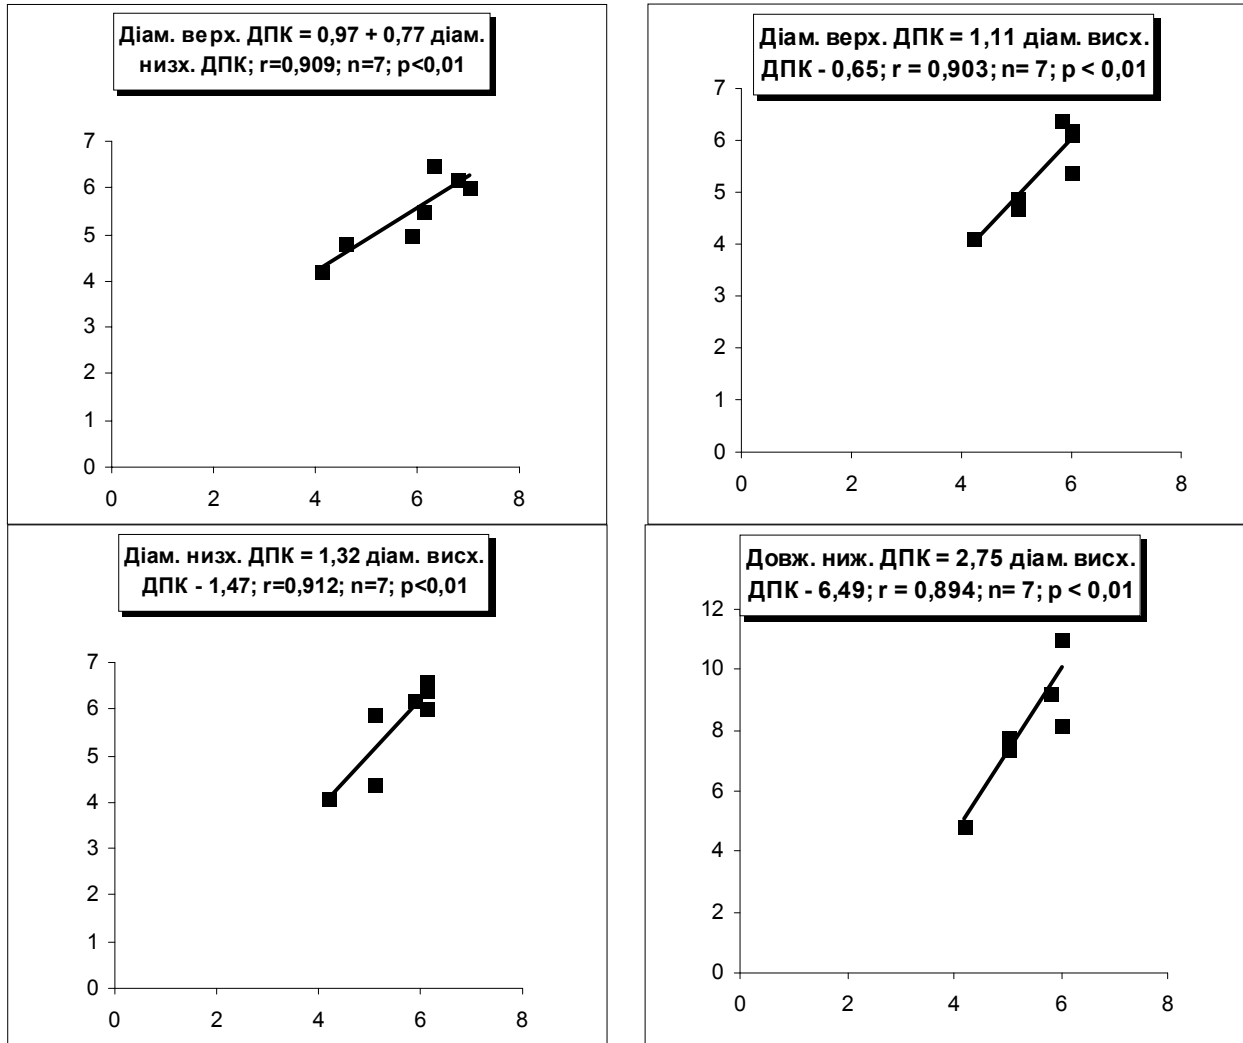 Діам. верх. ДПК = 0,97 + 0,77 діам.
низх. ДПК; r=0,909; n=7; p<0,01
7
6
5
4
3
2
1
0
0 2 4 6 8
Діам. верх. ДПК = 1,11 діам. висх.
ДПК - 0,65; r = 0,903; n= 7; p < 0,01
7
6
5
4
3
2
1
0
0 2 4 6 8
Діам. низх. ДПК = 1,32 діам. висх.
ДПК - 1,47; r=0,912; n=7; p<0,01
7
6
5
4
3
2
1
0
0 2 4 6 8
Довж. ниж. ДПК = 2,75 діам. висх.
ДПК - 6,49; r = 0,894; n= 7; p < 0,01
12
10
8
6
4
2
0
0 2 4 6 8